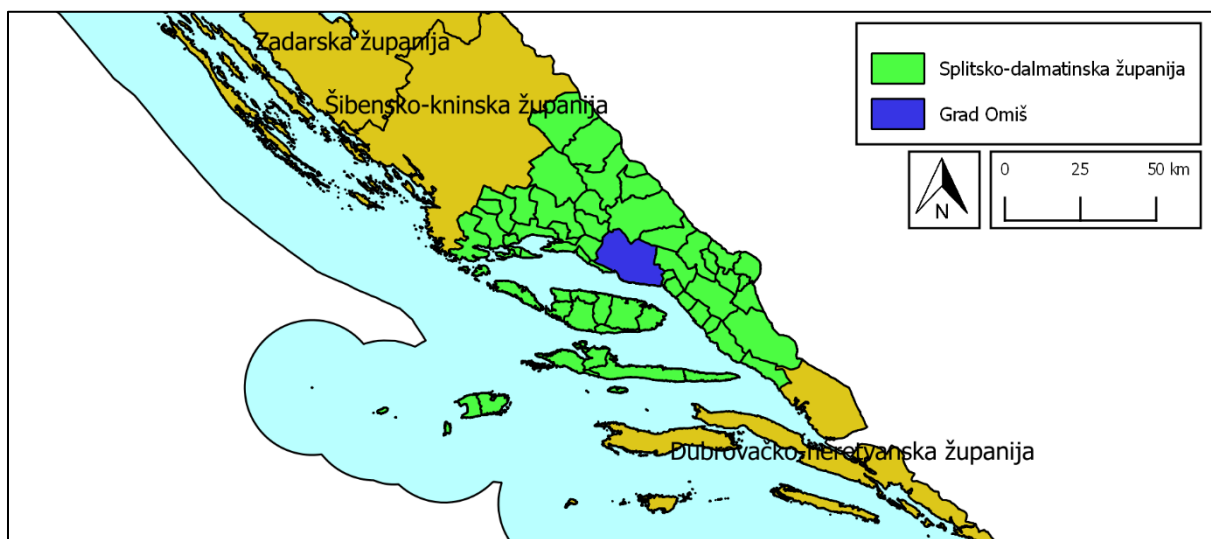 Zadarska županija
Šibensko-kninska županija
Dubrovačko-neretvanska županija
Splitsko-dalmatinska županija
Grad Omiš
N
0 25 50 km